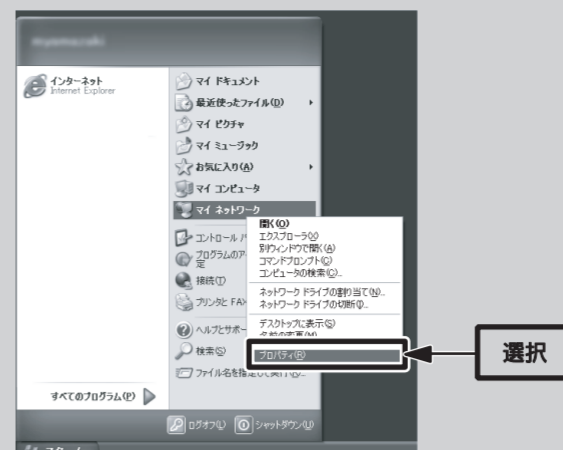 インターネット
Internet Explorer
すべてのプログラム(P)
マイ ドキュメント
最近使ったファイル(D)
マイ ピクチャ
マイ ミュージック
お気に入り(A)
マイ コンピュータ
マイ ネットワーク
コントロール パ
プログラムのア
定
接続(T)
プリンタと FAX
ヘルプとサポー
検索(S)
ファイル名を指定して実行(R)...
開く(O)
エクスプローラ(X)
別ウィンドウで開く(A)
コマンドプロンプト(C)
コンピュータの検索(C)...
ネットワーク ドライブの割り当て(N)...
ネットワーク ドライブの切断(I)...
デスクトップに表示(S)
名前の変更(M)
プロパティ(R)
選択
ログオフ(L)
シャットダウン(U)
スタート